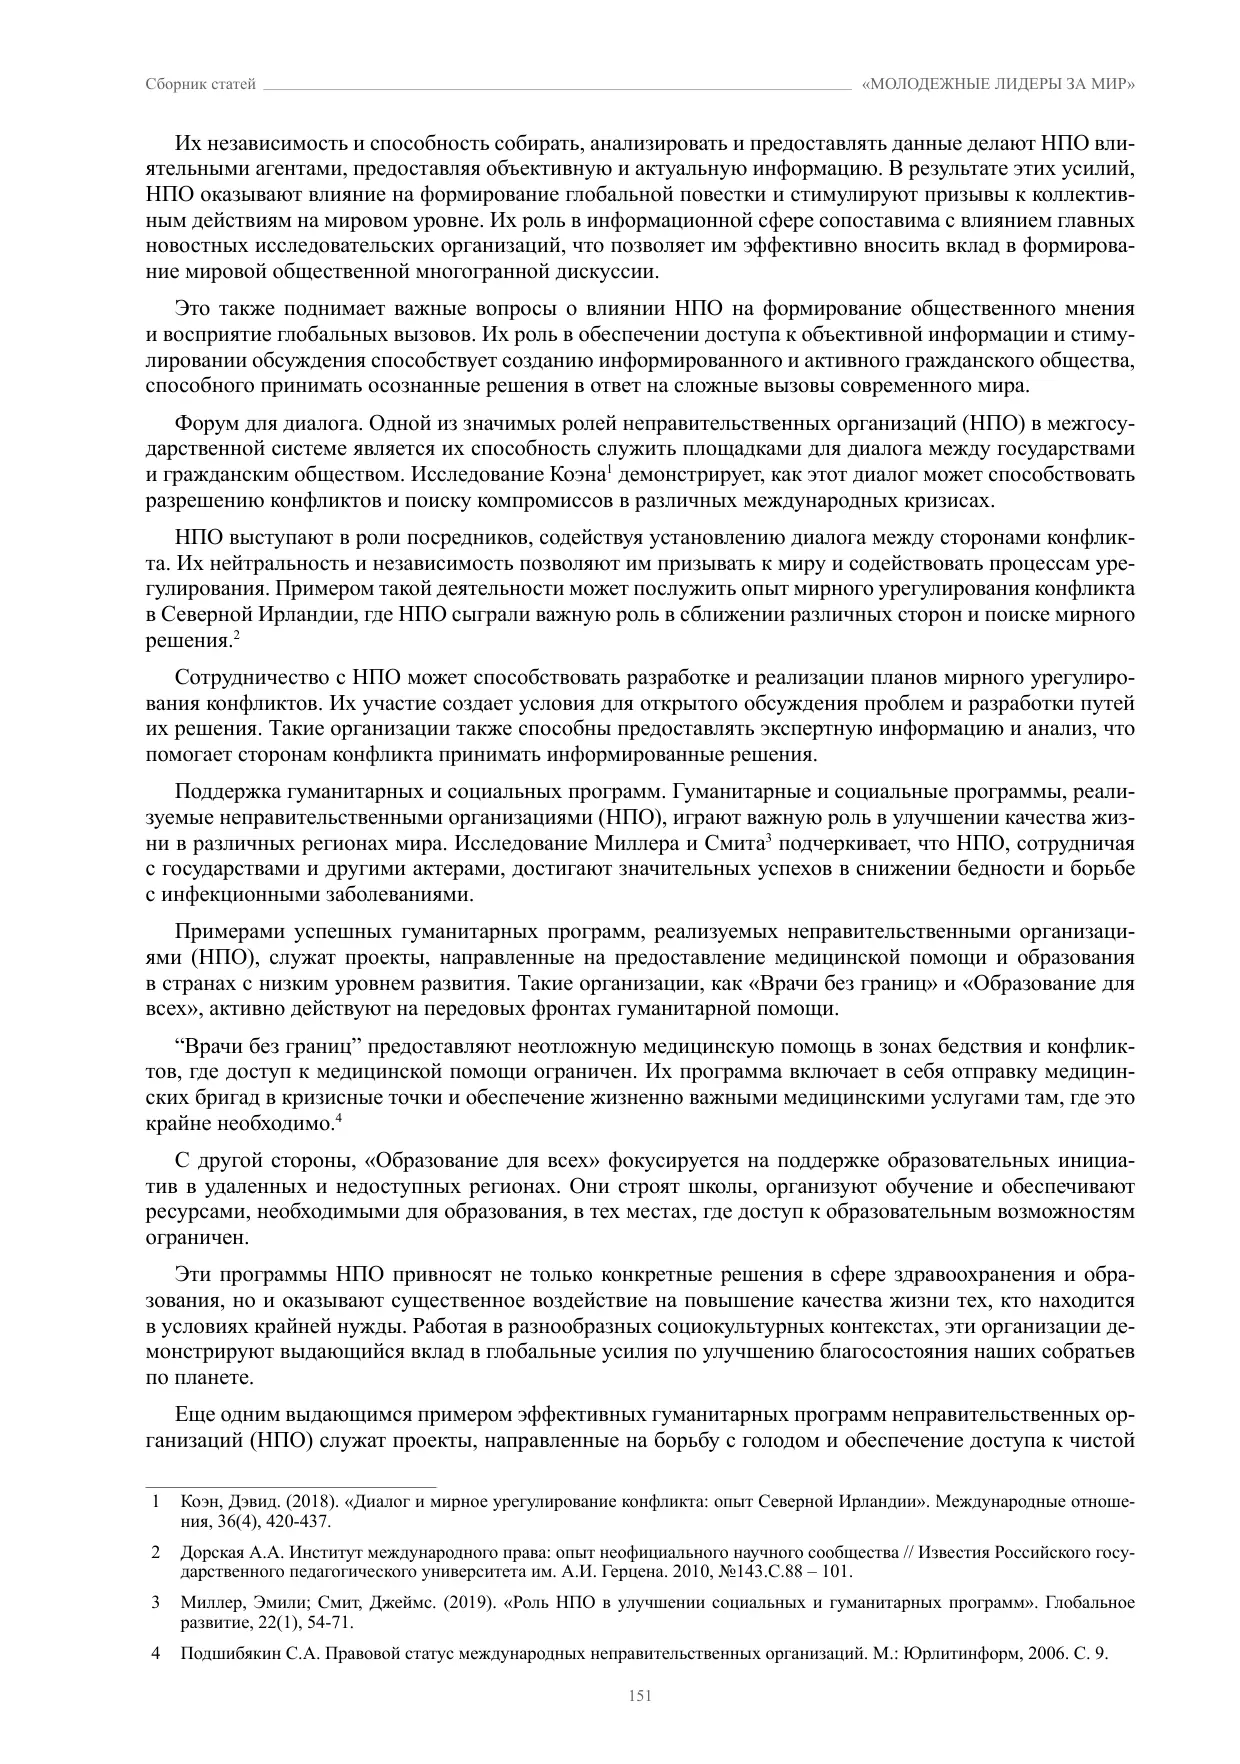 Сборник статей «МОЛОДЕЖНЫЕ ЛИДЕРЫ ЗА МИР»
Их независимость и способность собирать, анализировать и предоставлять данные делают НПО вли-
ятельными агентами, предоставляя объективную и актуальную информацию. В результате этих усилий,
НПО оказывают влияние на формирование глобальной повестки и стимулируют призывы к коллектив-
ным действиям на мировом уровне. Их роль в информационной сфере сопоставима с влиянием главных
новостных исследовательских организаций, что позволяет им эффективно вносить вклад в формирова-
ние мировой общественной многогранной дискуссии.
Это также поднимает важные вопросы о влиянии НПО на формирование общественного мнения
и восприятие глобальных вызовов. Их роль в обеспечении доступа к объективной информации и стиму-
лировании обсуждения способствует созданию информированного и активного гражданского общества,
способного принимать осознанные решения в ответ на сложные вызовы современного мира.
Форум для диалога. Одной из значимых ролей неправительственных организаций (НПО) в межгосу-
дарственной системе является их способность служить площадками для диалога между государствами
и гражданским обществом. Исследование Коэна¹ демонстрирует, как этот диалог может способствовать
разрешению конфликтов и поиску компромиссов в различных международных кризисах.
НПО выступают в роли посредников, содействуя установлению диалога между сторонами конфлик-
та. Их нейтральность и независимость позволяют им призывать к миру и содействовать процессам уре-
гулирования. Примером такой деятельности может послужить опыт мирного урегулирования конфликта
в Северной Ирландии, где НПО сыграли важную роль в сближении различных сторон и поиске мирного
решения.²
Сотрудничество с НПО может способствовать разработке и реализации планов мирного урегулиро-
вания конфликтов. Их участие создает условия для открытого обсуждения проблем и разработки путей
их решения. Такие организации также способны предоставлять экспертную информацию и анализ, что
помогает сторонам конфликта принимать информированные решения.
Поддержка гуманитарных и социальных программ. Гуманитарные и социальные программы, реали-
зуемые неправительственными организациями (НПО), играют важную роль в улучшении качества жиз-
ни в различных регионах мира. Исследование Миллера и Смита³ подчеркивает, что НПО, сотрудничая
с государствами и другими актерами, достигают значительных успехов в снижении бедности и борьбе
с инфекционными заболеваниями.
Примерами успешных гуманитарных программ, реализуемых неправительственными организаци-
ями (НПО), служат проекты, направленные на предоставление медицинской помощи и образования
в странах с низким уровнем развития. Такие организации, как «Врачи без границ» и «Образование для
всех», активно действуют на передовых фронтах гуманитарной помощи.
“Врачи без границ” предоставляют неотложную медицинскую помощь в зонах бедствия и конфлик-
тов, где доступ к медицинской помощи ограничен. Их программа включает в себя отправку медицин-
ских бригад в кризисные точки и обеспечение жизненно важными медицинскими услугами там, где это
крайне необходимо.⁴
С другой стороны, «Образование для всех» фокусируется на поддержке образовательных инициа-
тив в удаленных и недоступных регионах. Они строят школы, организуют обучение и обеспечивают
ресурсами, необходимыми для образования, в тех местах, где доступ к образовательным возможностям
ограничен.
Эти программы НПО привносят не только конкретные решения в сфере здравоохранения и обра-
зования, но и оказывают существенное воздействие на повышение качества жизни тех, кто находится
в условиях крайней нужды. Работая в разнообразных социокультурных контекстах, эти организации де-
монстрируют выдающийся вклад в глобальные усилия по улучшению благосостояния наших собратьев
по планете.
Еще одним выдающимся примером эффективных гуманитарных программ неправительственных ор-
ганизаций (НПО) служат проекты, направленные на борьбу с голодом и обеспечение доступа к чистой
1 Коэн, Дэвид. (2018). «Диалог и мирное урегулирование конфликта: опыт Северной Ирландии». Международные отноше-
ния, 36(4), 420-437.
2 Дорская А.А. Институт международного права: опыт неофициального научного сообщества // Известия Российского госу-
дарственного педагогического университета им. А.И. Герцена. 2010, №143.С.88 – 101.
3 Миллер, Эмили; Смит, Джеймс. (2019). «Роль НПО в улучшении социальных и гуманитарных программ». Глобальное
развитие, 22(1), 54-71.
4 Подшибякин С.А. Правовой статус международных неправительственных организаций. М.: Юрлитинформ, 2006. С. 9.
151